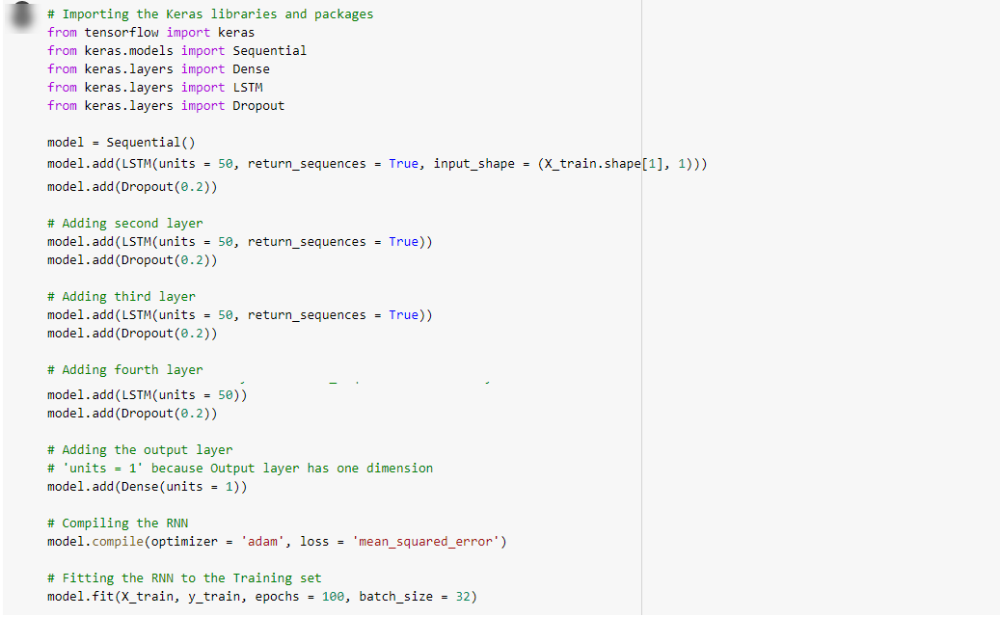 # Importing the Keras libraries and packages
from tensorflow import keras
from keras.models import Sequential
from keras.layers import Dense
from keras.layers import LSTM
from keras.layers import Dropout
model = Sequential()
model.add(LSTM(units = 50, return_sequences = True, input_shape = (X_train.shape[1], 1)))
model.add(Dropout(0.2))
# Adding second layer
model.add(LSTM(units = 50, return_sequences = True))
model.add(Dropout(0.2))
# Adding third layer
model.add(LSTM(units = 50, return_sequences = True))
model.add(Dropout(0.2))
# Adding fourth layer
model.add(LSTM(units = 50))
model.add(Dropout(0.2))
# Adding the output layer
# 'units = 1' because Output layer has one dimension
model.add(Dense(units = 1))
# Compiling the RNN
model.compile(optimizer = 'adam', loss = 'mean_squared_error')
# Fitting the RNN to the Training set
model.fit(X_train, y_train, epochs = 100, batch_size = 32)